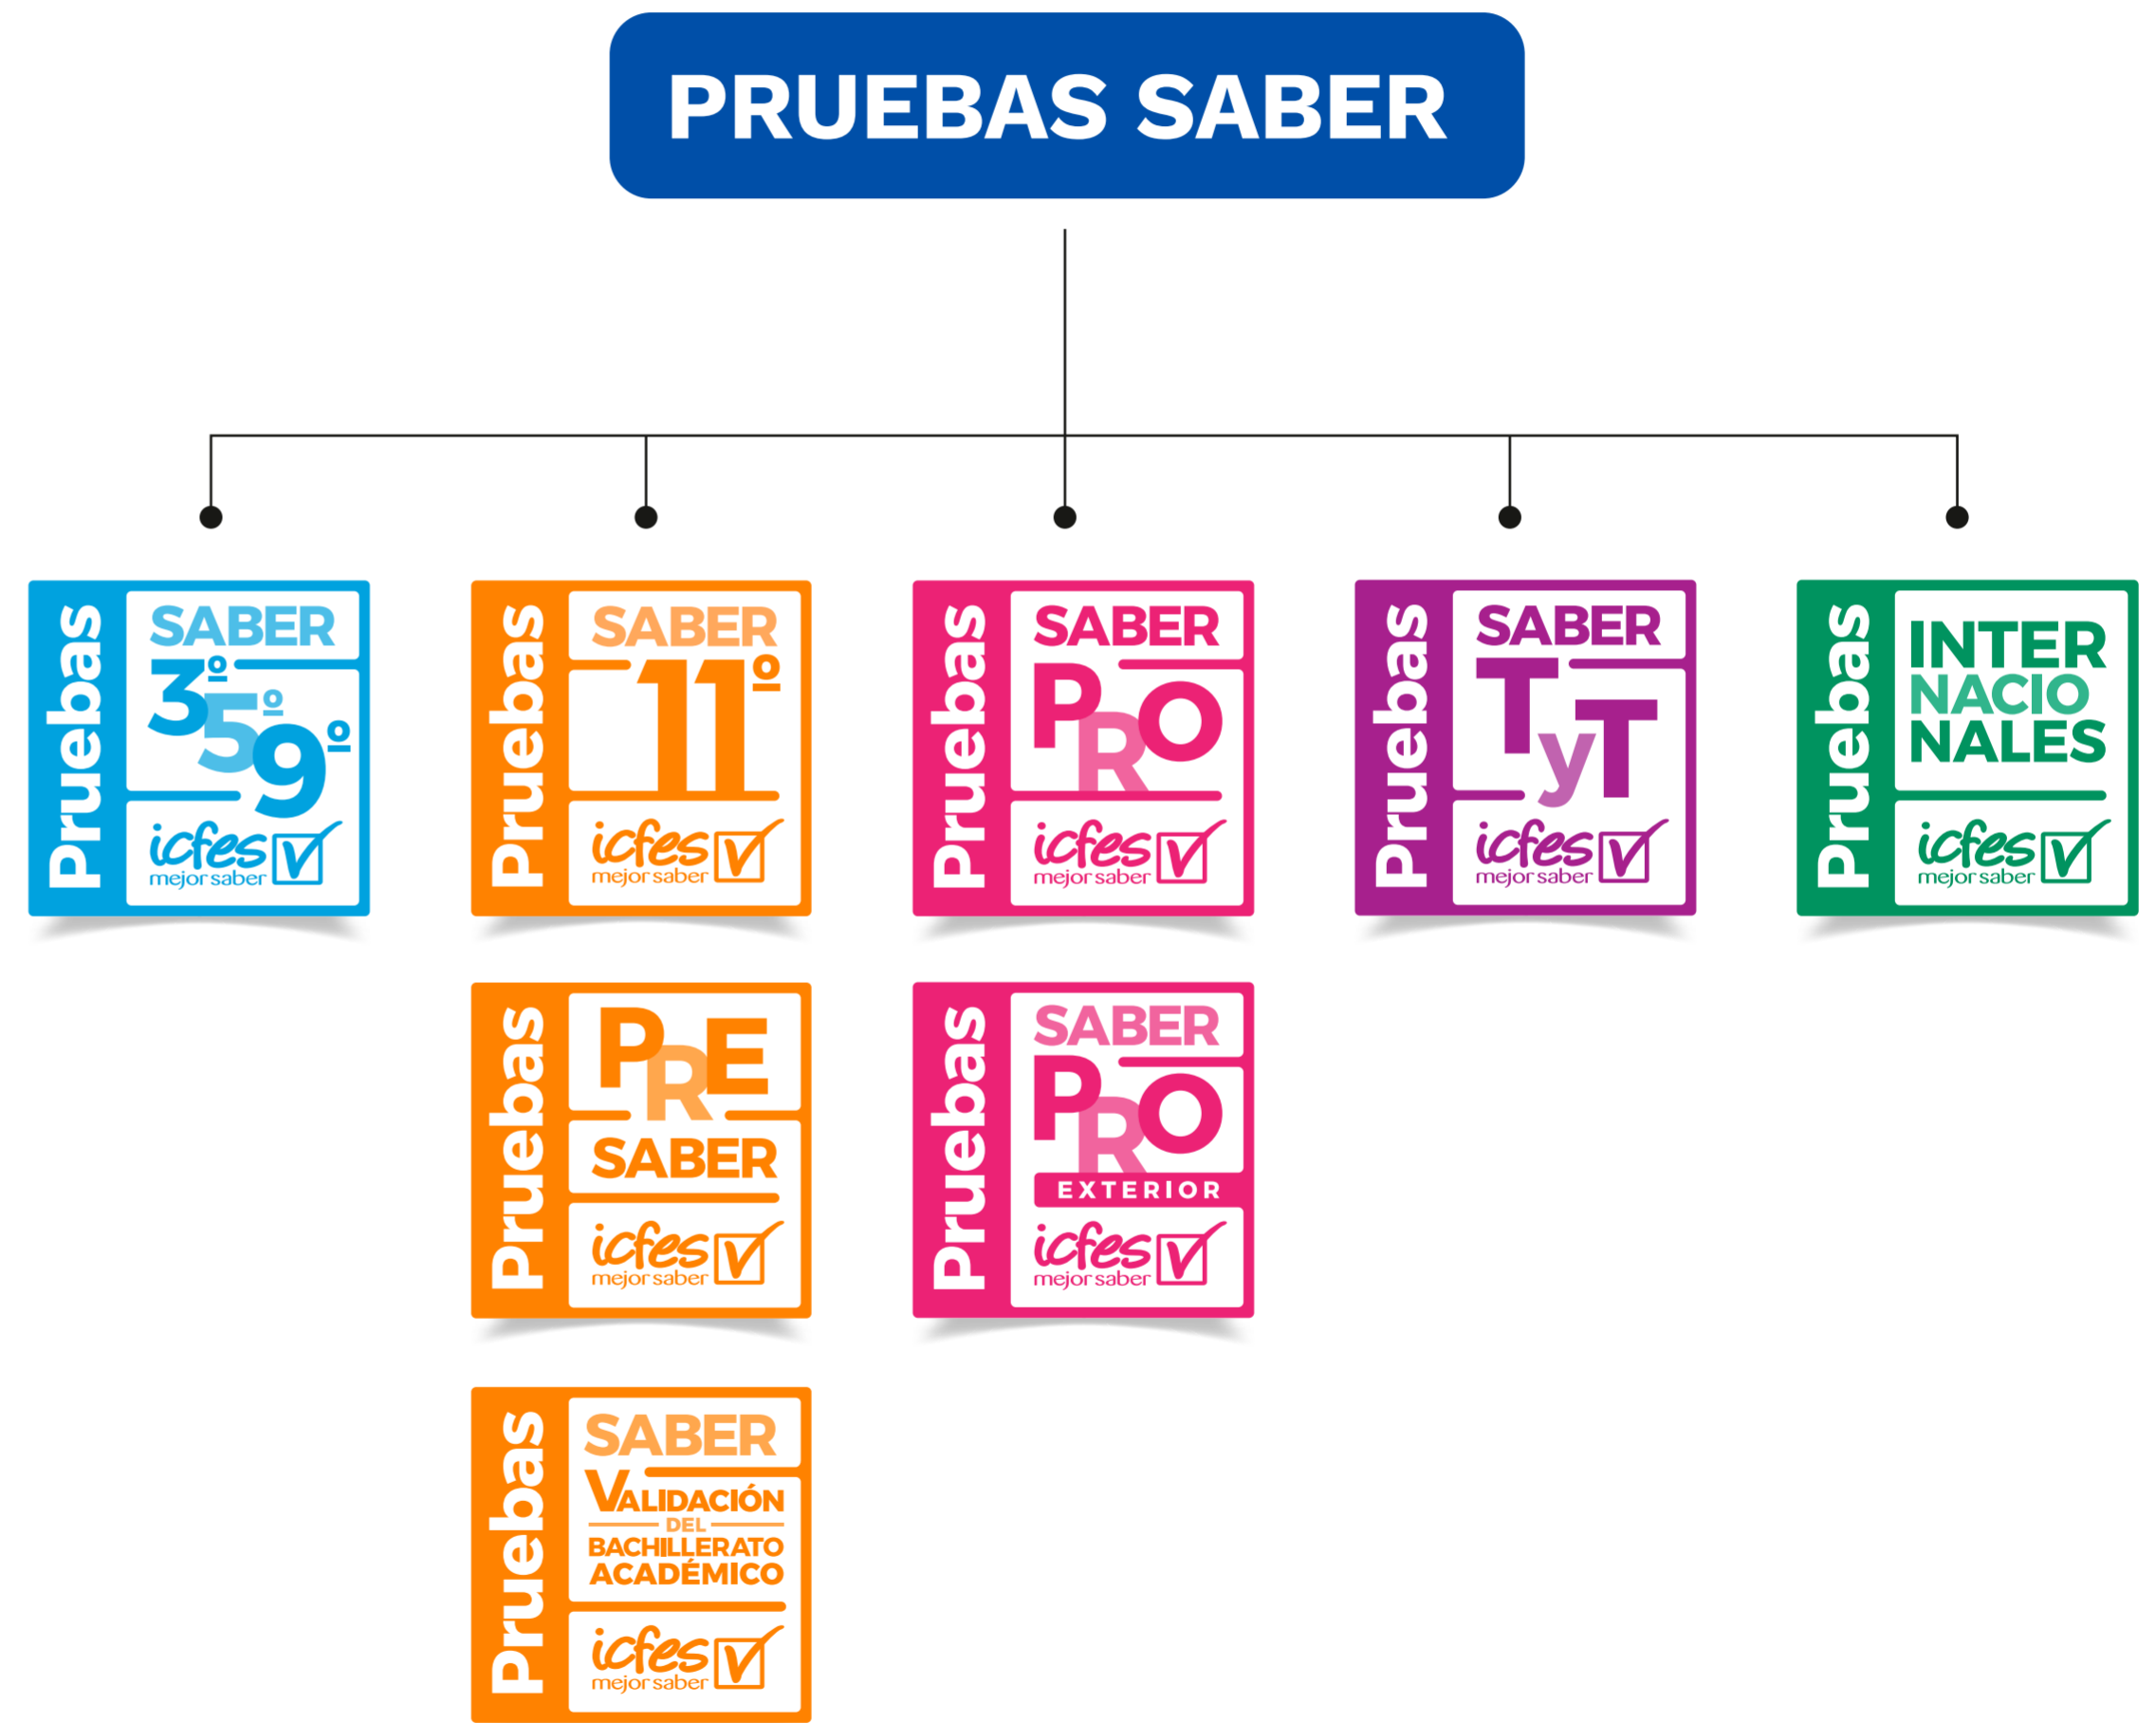 PRUEBAS SABER
Pruebas
SABER
3º
5º
9º
icfes
mejor saber
Pruebas
SABER
11º
icfes
mejor saber
Pruebas
SABER
PRO
icfes
mejor saber
Pruebas
SABER
TyT
icfes
mejor saber
Pruebas
INTER
NACIO
NALES
icfes
mejor saber
Pruebas
PRE
SABER
icfes
mejor saber
Pruebas
SABER
PRO
EXTERIOR
icfes
mejor saber
Pruebas
SABER
VALIDACIÓN
DEL
BACHILLERATO
ACADÉMICO
icfes
mejor saber